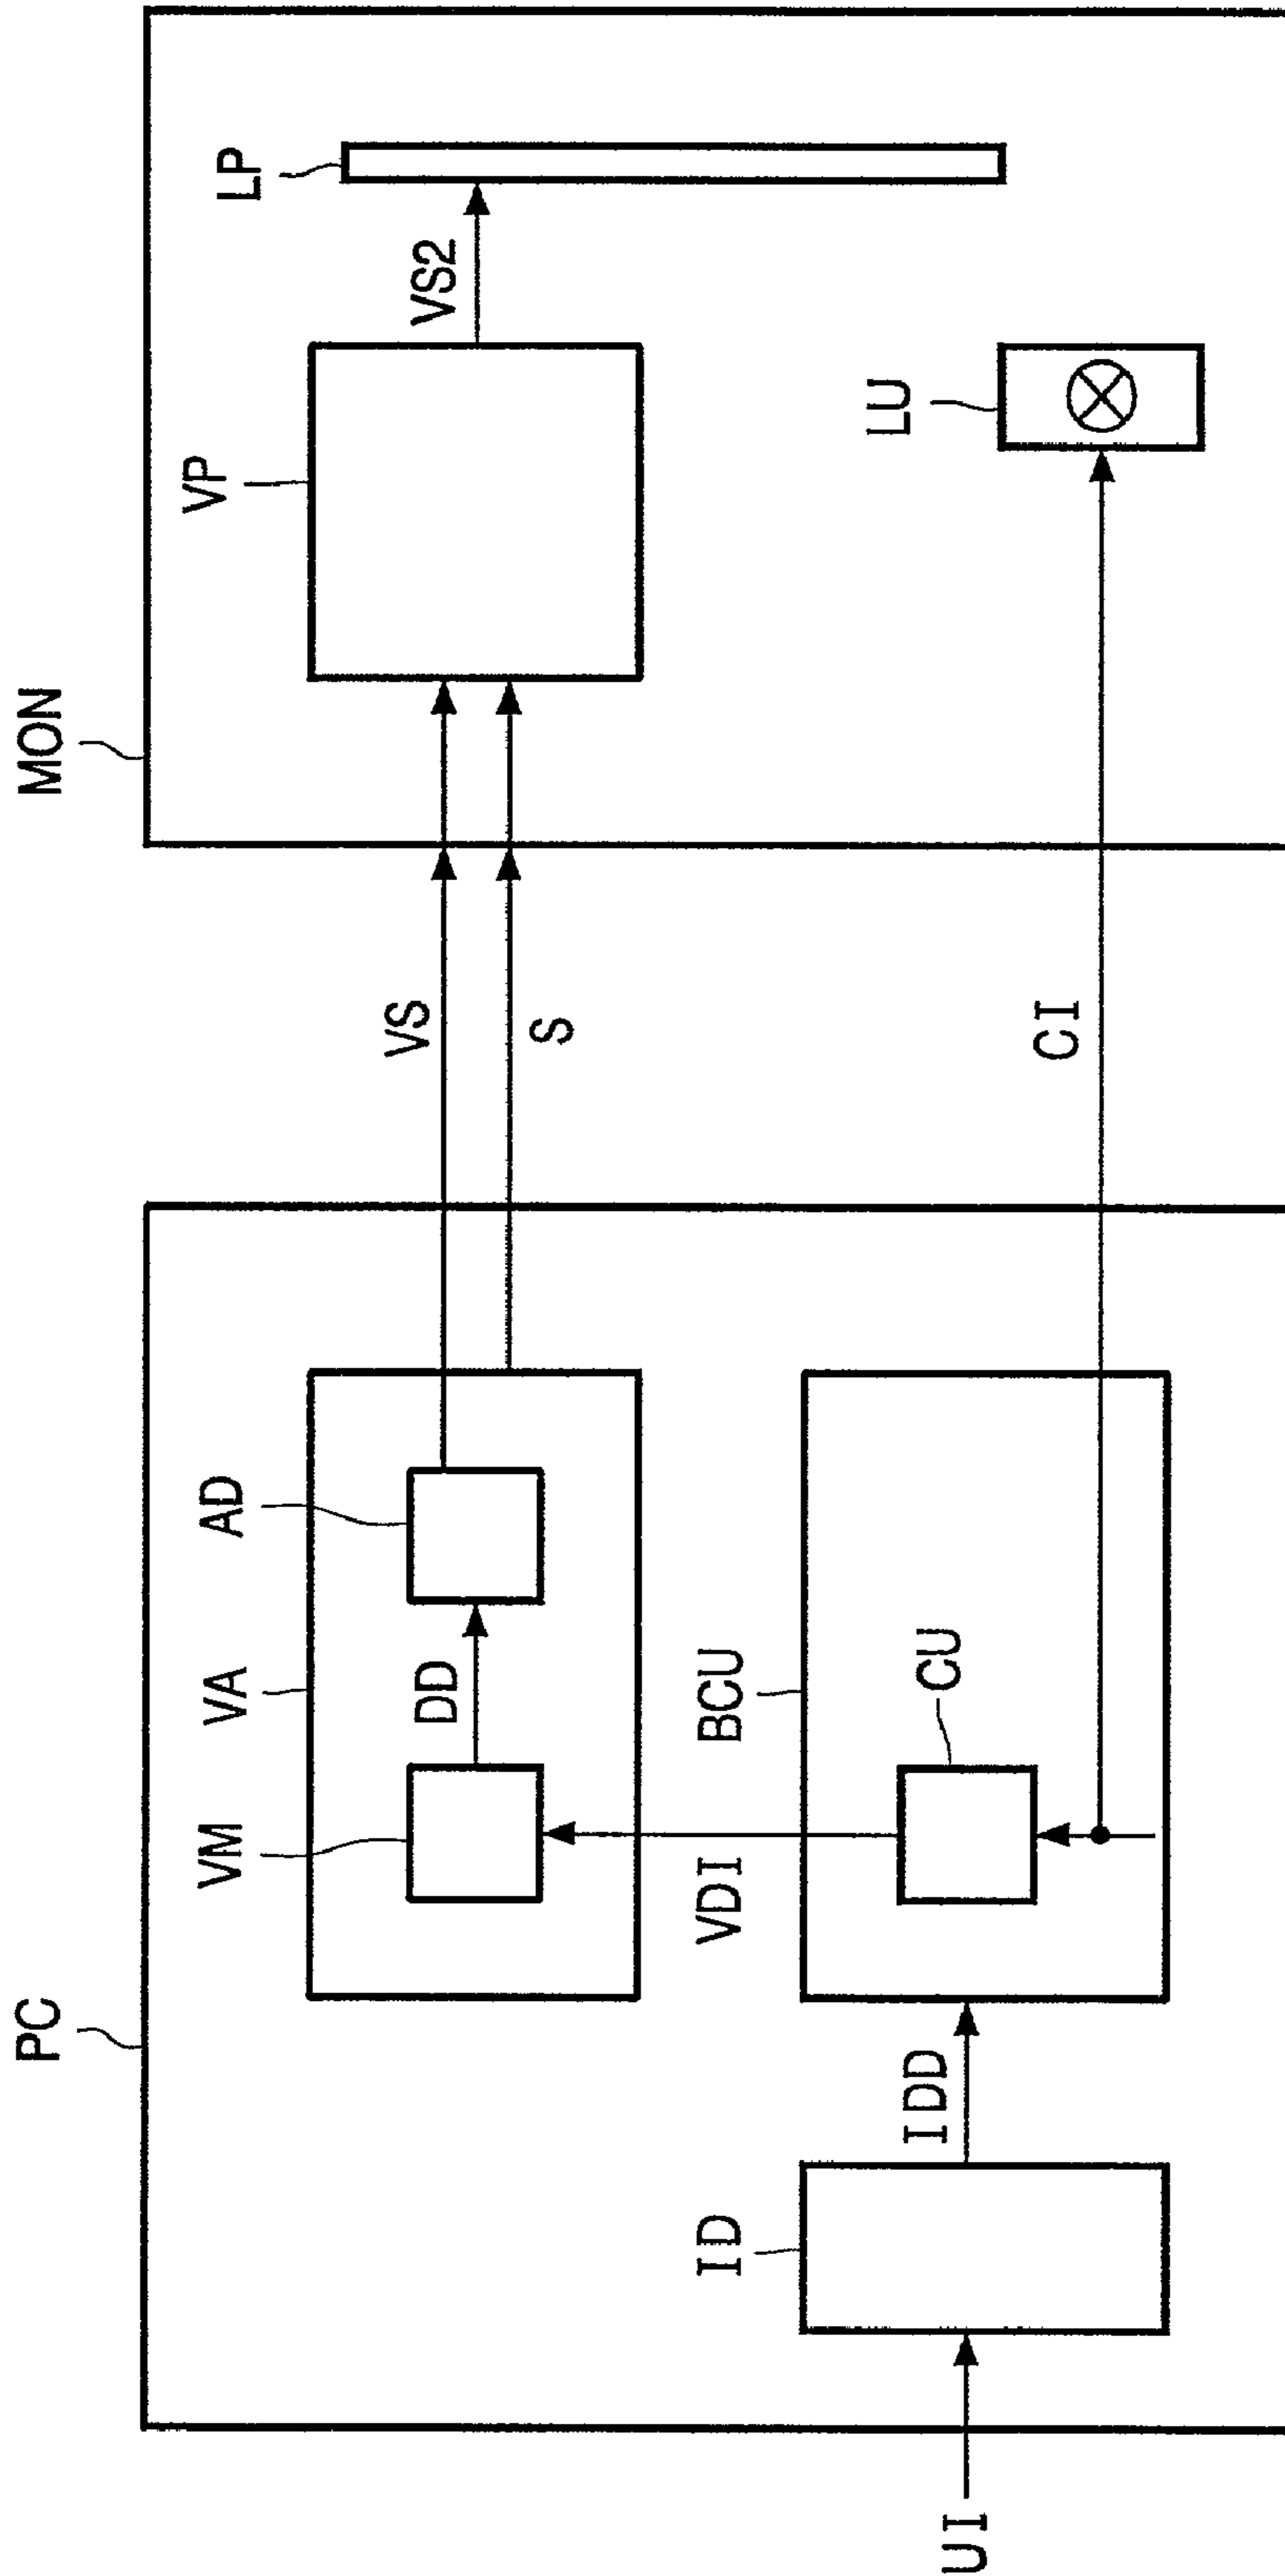 PC
MON
VM
VA
AD
VP
LP
DD
VS
VS2
S
VDI
ID
BCU
LU
IDD
CU
CI
UI